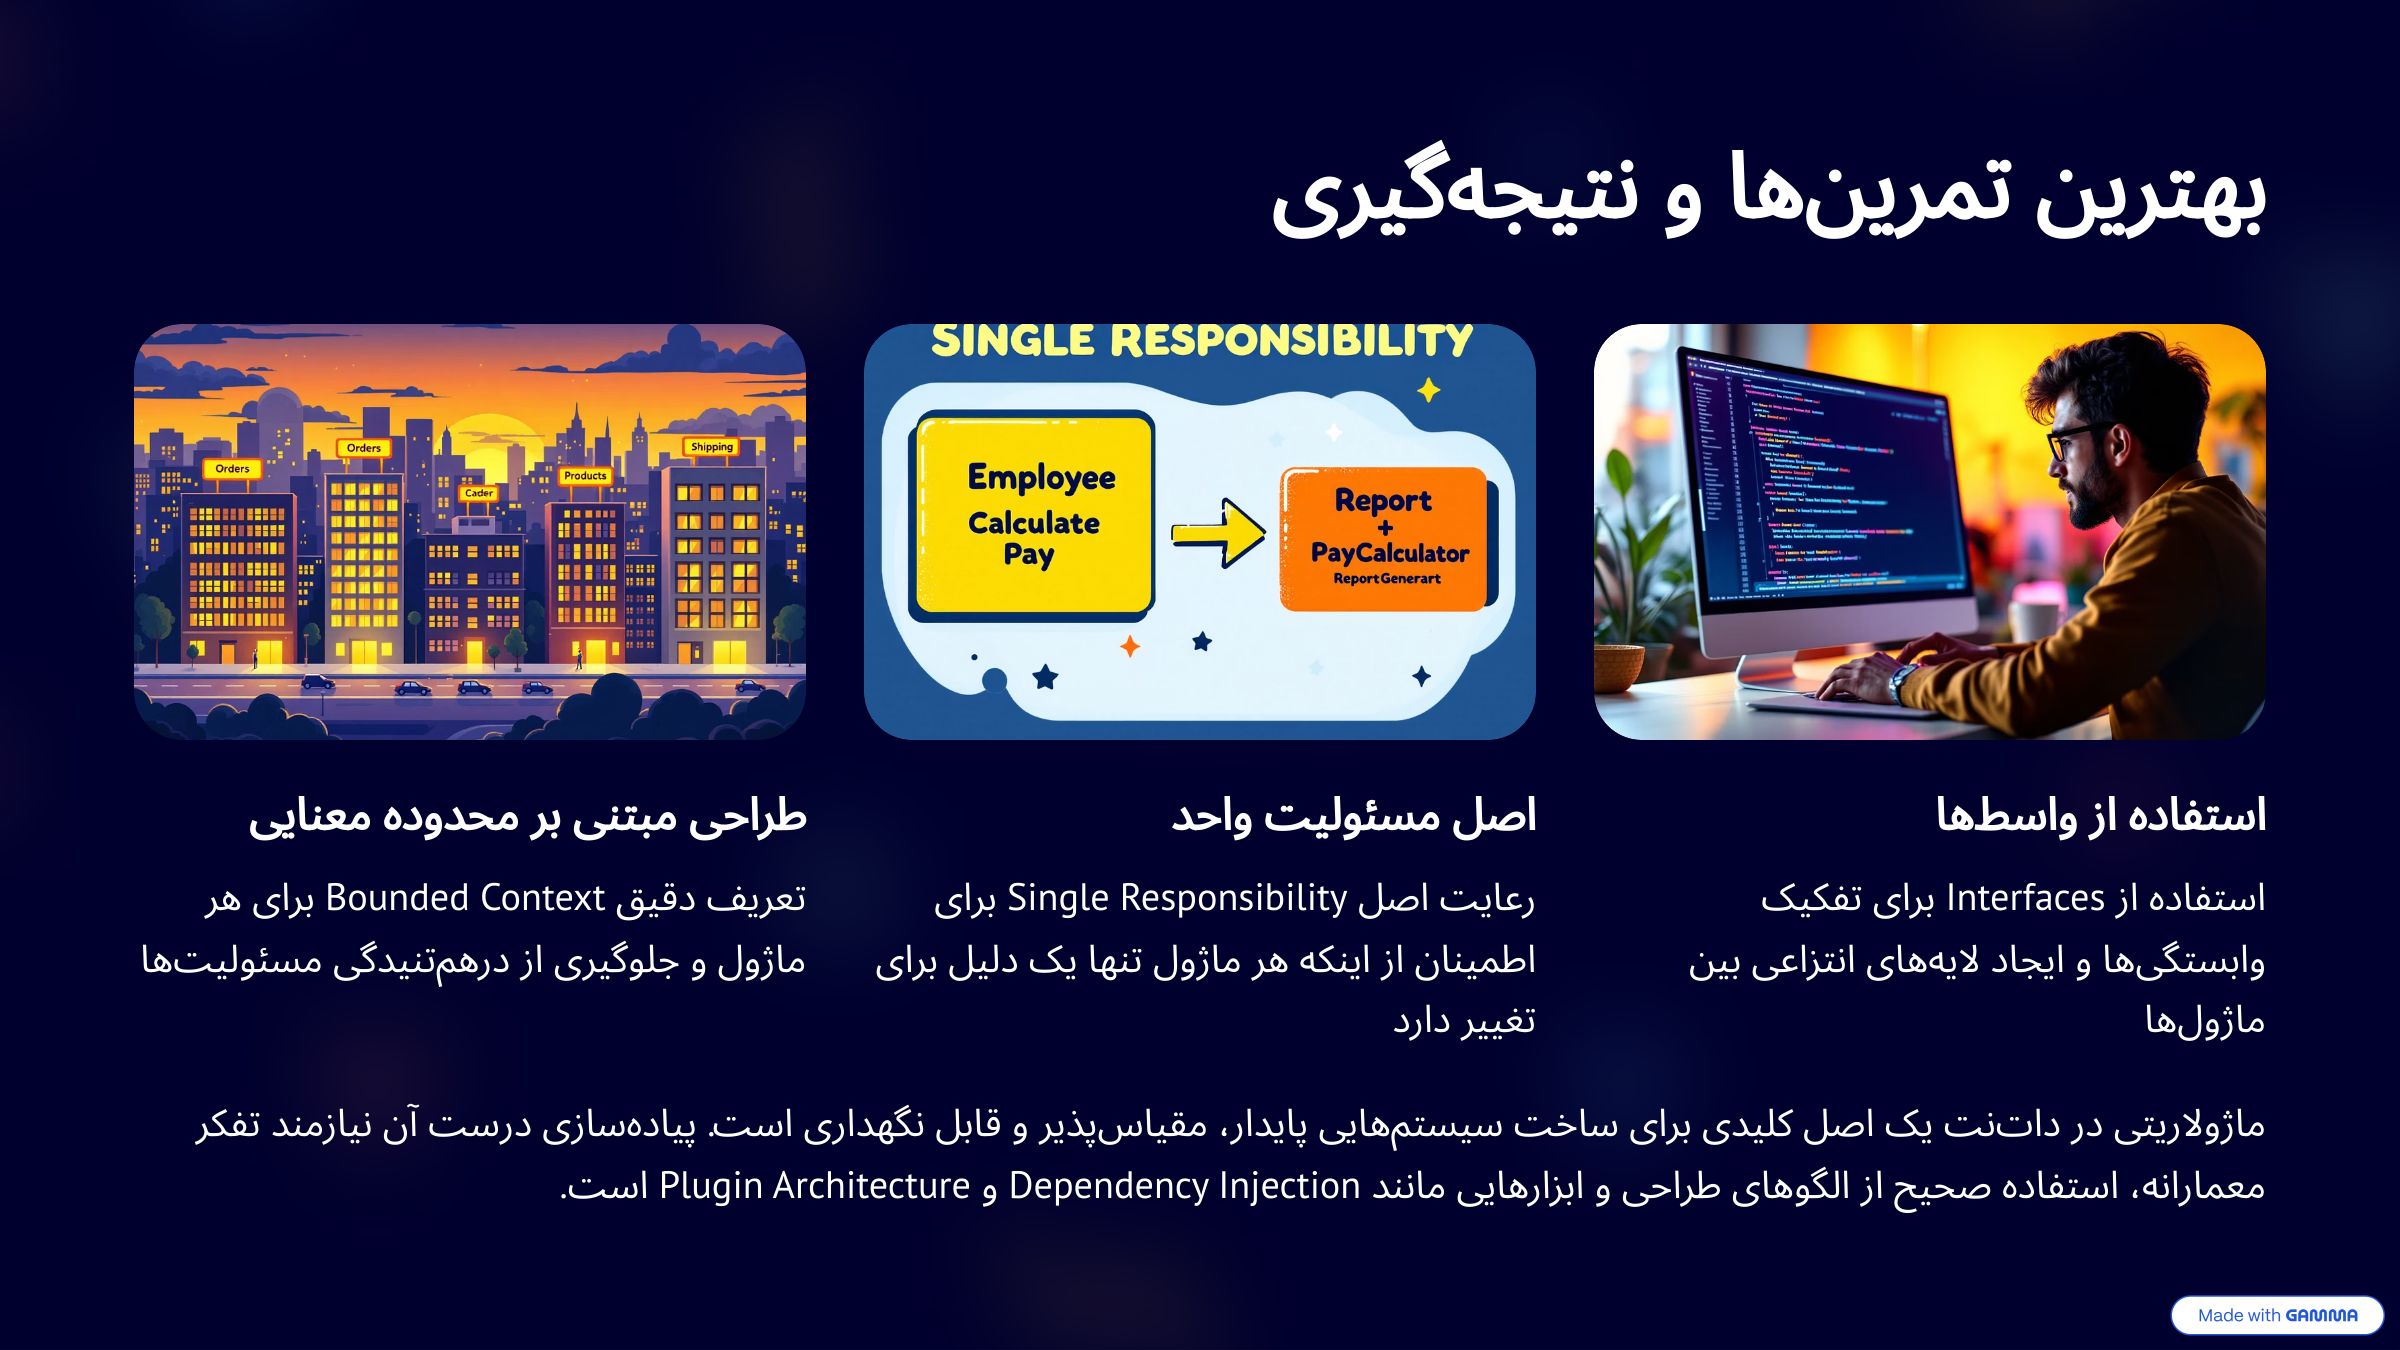 بهترین تمرین‌ها و نتیجه‌گیری
استفاده از واسط‌ها
استفاده از Interfaces برای تفکیک
وابستگی‌ها و ایجاد لایه‌های انتزاعی بین
ماژول‌ها
SINGLE RESPONSIBILITY
Employee
Calculate
Pay
Report
+
PayCalculator
ReportGenerart
اصل مسئولیت واحد
رعایت اصل Single Responsibility برای
اطمینان از اینکه هر ماژول تنها یک دلیل برای
تغییر دارد
Orders
Orders
Cader
Products
Shipping
طراحی مبتنی بر محدوده معنایی
تعریف دقیق Bounded Context برای هر
ماژول و جلوگیری از درهم‌تنیدگی مسئولیت‌ها
ماژولاریتی در دات‌نت یک اصل کلیدی برای ساخت سیستم‌هایی پایدار، مقیاس‌پذیر و قابل نگهداری است. پیاده‌سازی درست آن نیازمند تفکر
معمارانه، استفاده صحیح از الگوهای طراحی و ابزارهایی مانند Dependency Injection و Plugin Architecture است.
Made with GAMMA